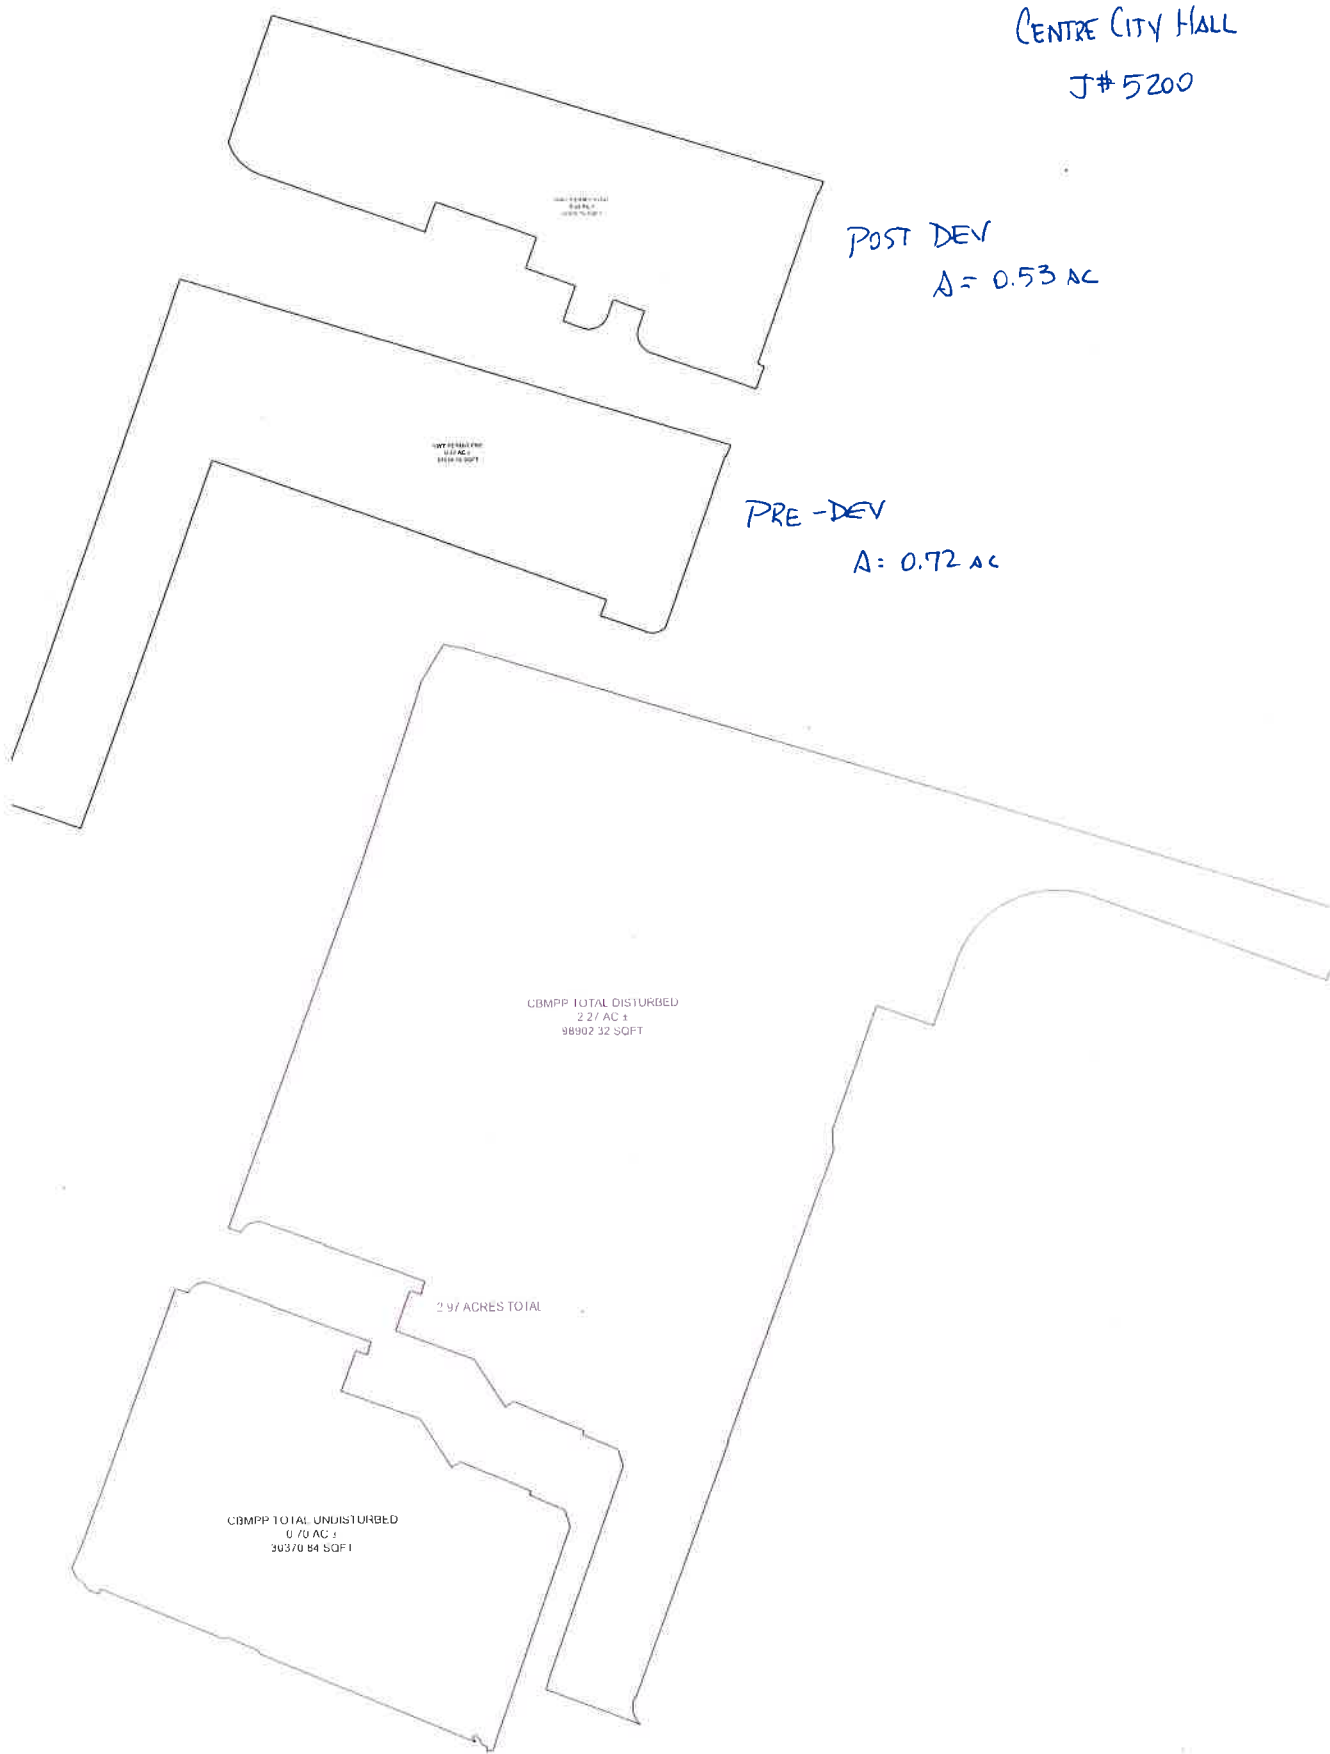 CENTRE CITY HALL
J# 5200
POST DEV
A= 0.53 AC
PRE-DEV
A: 0.72 AC
CBMPP TOTAL DISTURBED
2.27 AC ±
98902.32 SQFT
2.97 ACRES TOTAL
CBMPP TOTAL UNDISTURBED
0.70 AC ±
30370.84 SQFT